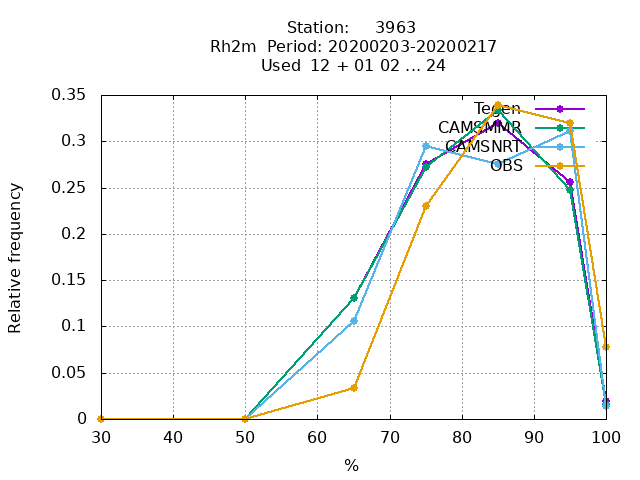 Station: 3963
Rh2m Period: 20200203-20200217
Used 12 + 01 02 ... 24
Relative frequency
0.35
0.3
0.25
0.2
0.15
0.1
0.05
0
30 40 50 60 70 80 90 100
%
Tegen
CAMSMMR
CAMSNRT
OBS